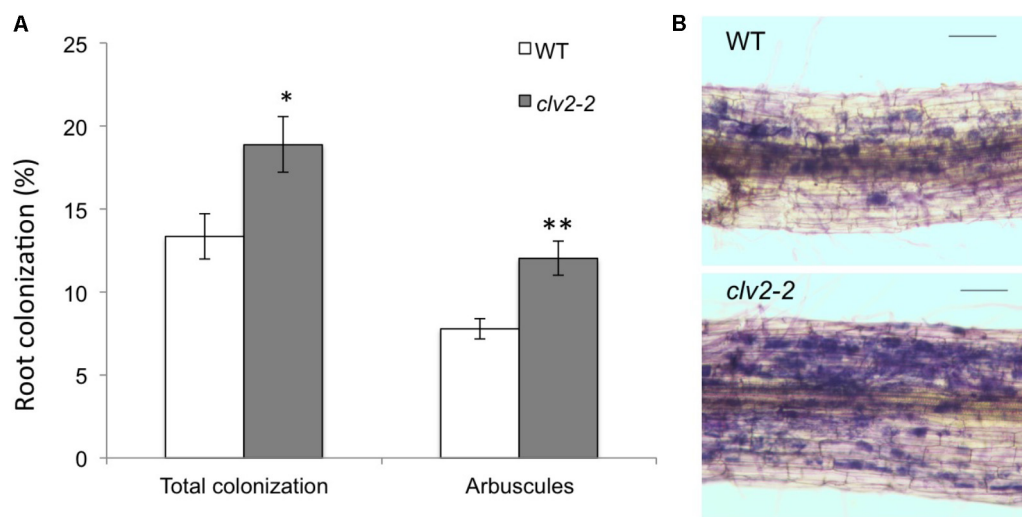 A
25
20
15
10
5
0
Root colonization (%)
WT
clv2-2
*
**
Total colonization
Arbuscules
B
WT
clv2-2